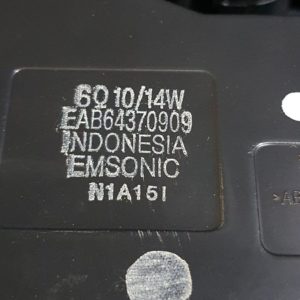 6Ω 10/14W
EAB64370909
INDONESIA
EMSONIC
N1A15I